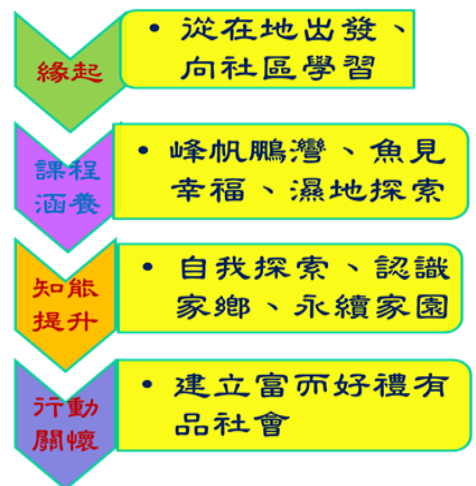 緣起
• 從在地出發、
向社區學習
課程
涵養
• 峰帆鵬灣、魚見
幸福、濕地探索
知能
提升
• 自我探索、認識
家鄉、永續家園
行動
關懷
• 建立富而好禮有
品社會